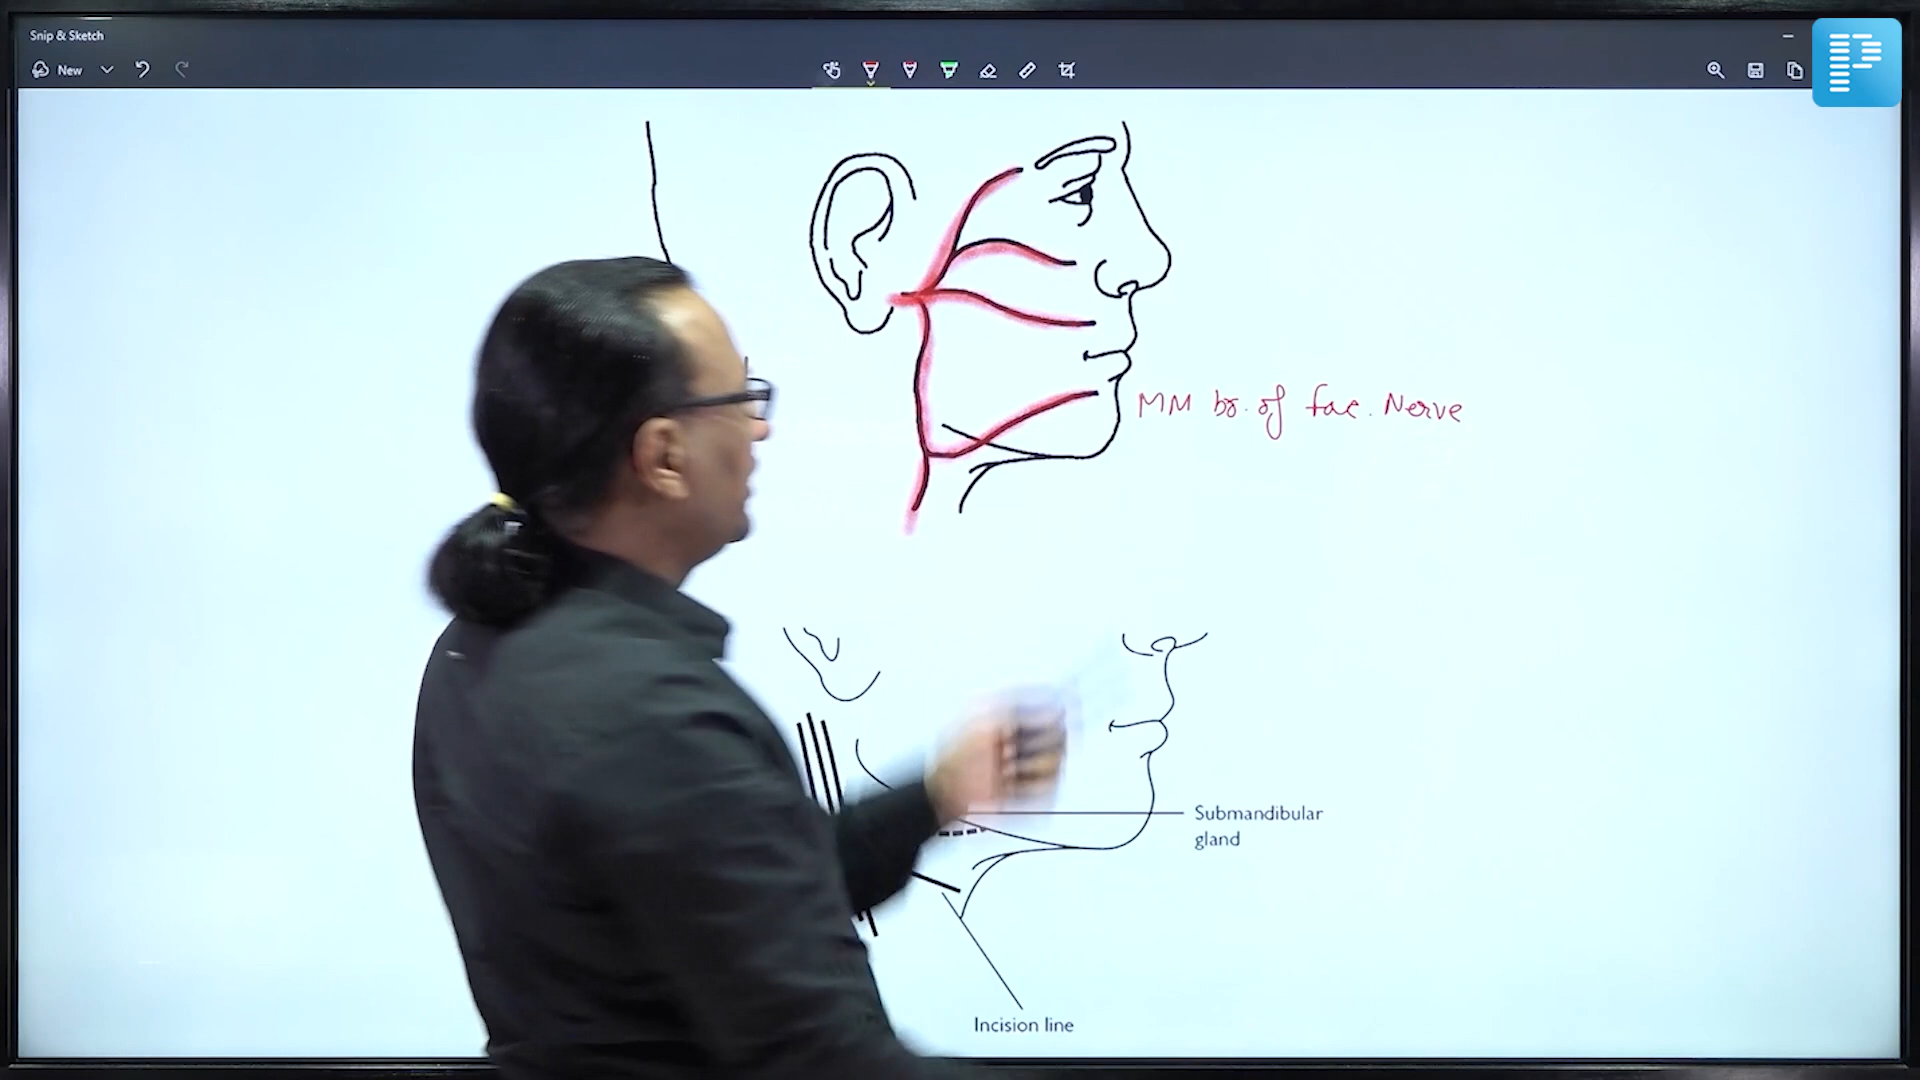 Snip & Sketch
New
MM br. of fac. Nerve
Submandibular
gland
Incision line